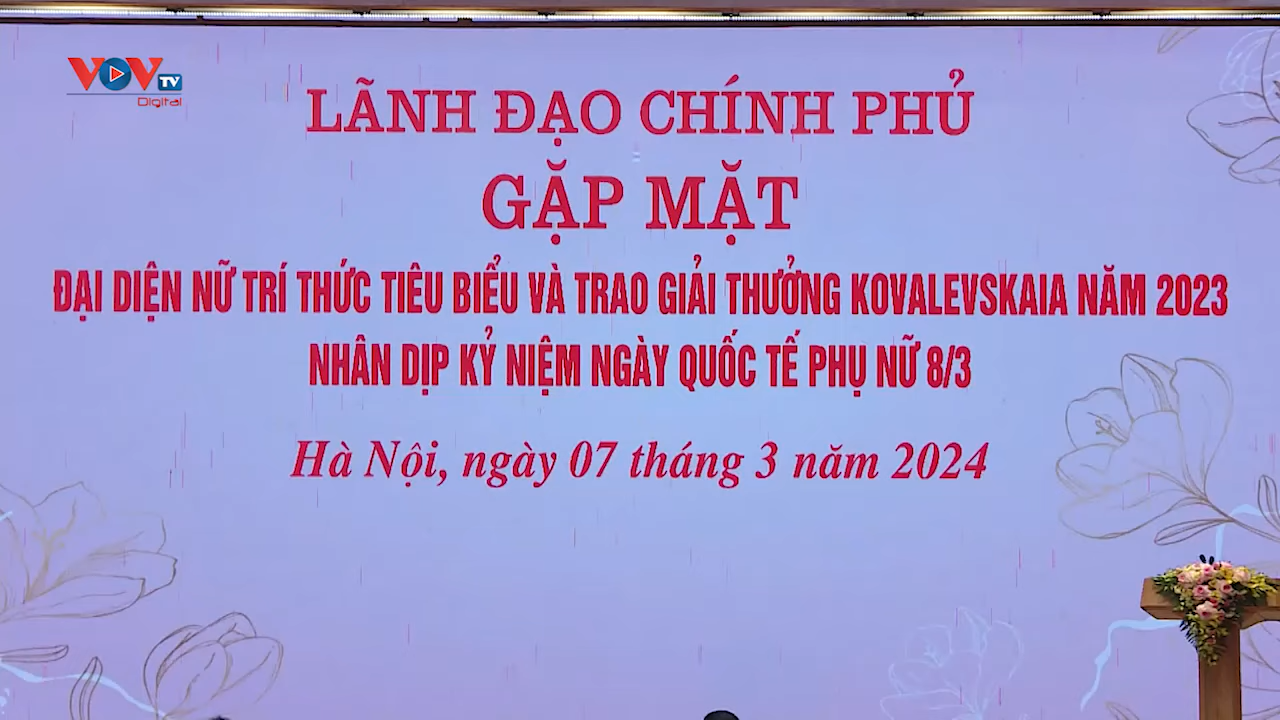 VOV TV
Digital
LÃNH ĐẠO CHÍNH PHỦ
GẶP MẶT
ĐẠI DIỆN NỮ TRÍ THỨC TIÊU BIỂU VÀ TRAO GIẢI THƯỞNG KOVALEVSKAIA NĂM 2023
NHÂN DỊP KỶ NIỆM NGÀY QUỐC TẾ PHỤ NỮ 8/3
Hà Nội, ngày 07 tháng 3 năm 2024